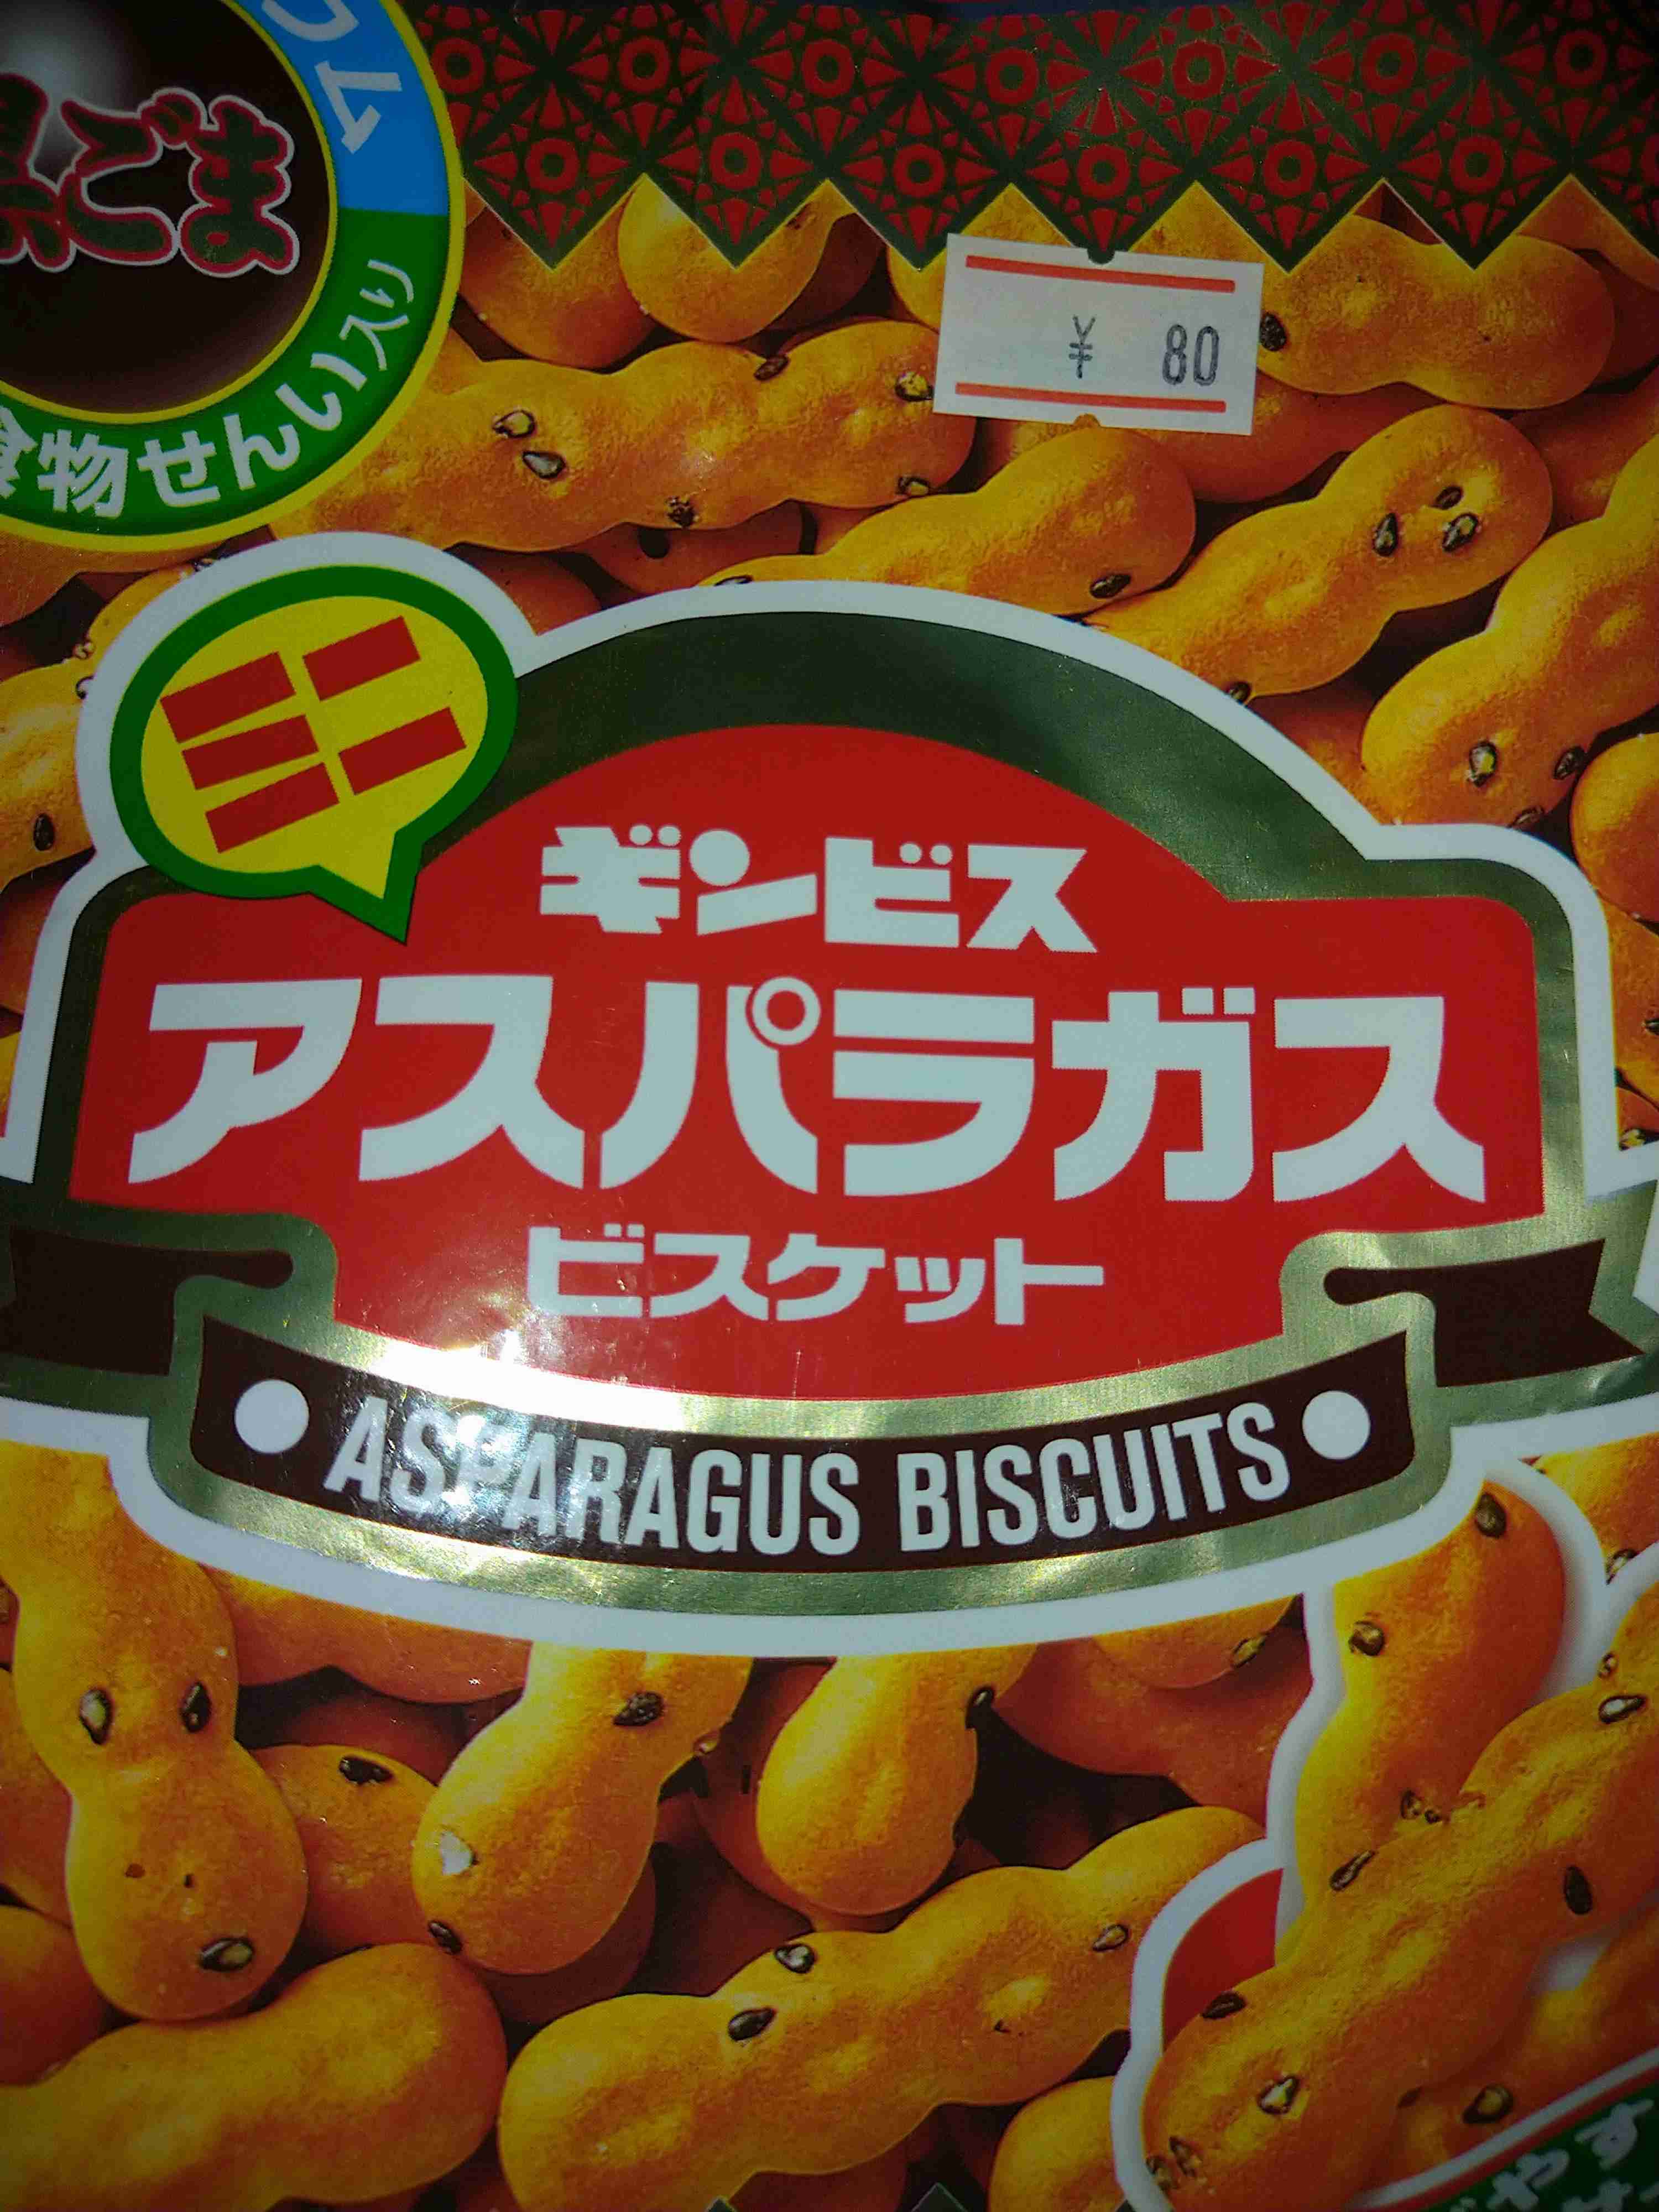 ごま
食物せんい入り
¥ 80
ミニ
ギンビス
アスパラガス
ビスケット
ASPARAGUS BISCUITS